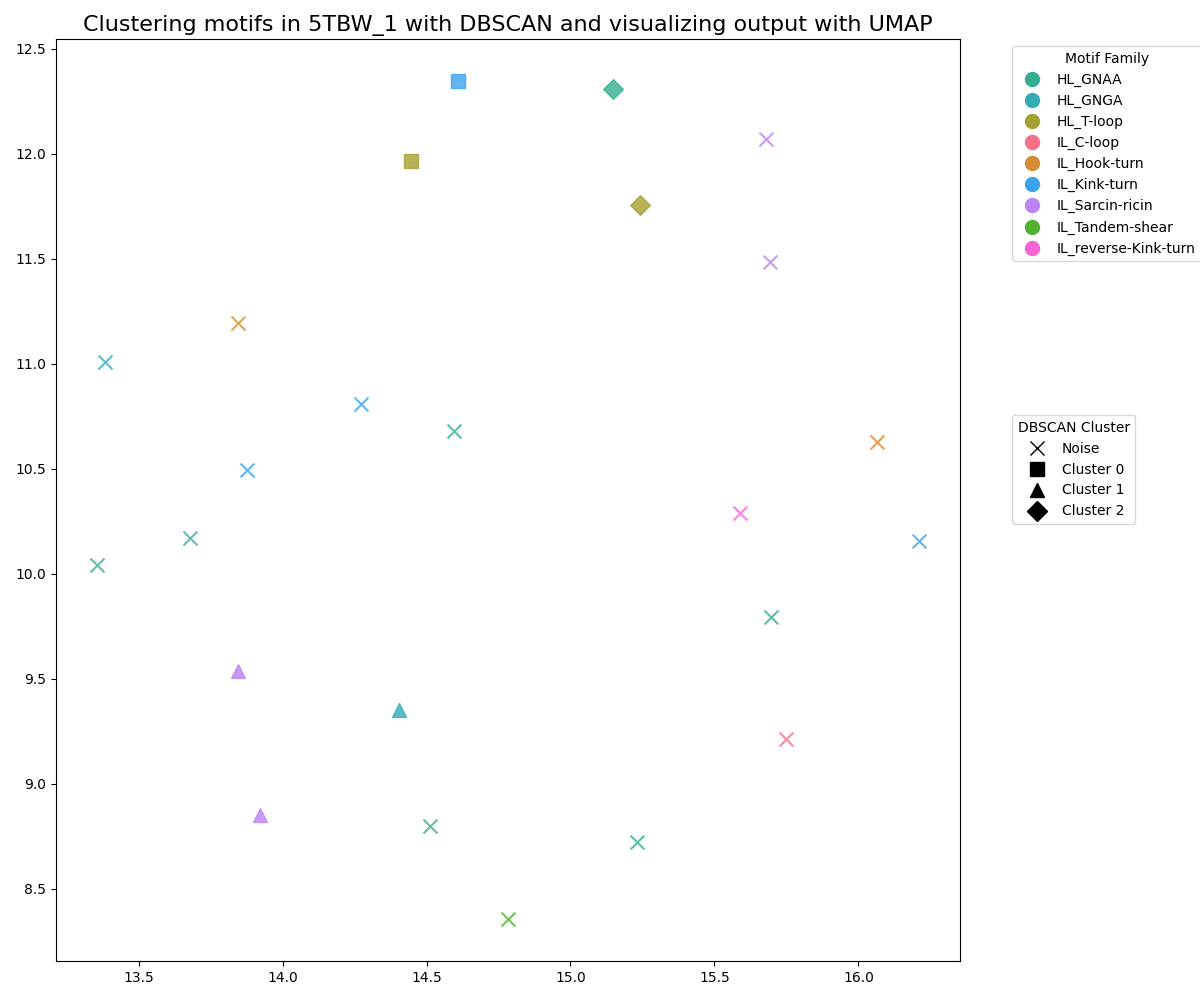 Clustering motifs in 5TBW_1 with DBSCAN and visualizing output with UMAP
12.5
12.0
11.5
11.0
10.5
10.0
9.5
9.0
8.5
13.5
14.0
14.5
15.0
15.5
16.0
Motif Family
HL_GNAA
HL_GNGA
HL_T-loop
IL_C-loop
IL_Hook-turn
IL_Kink-turn
IL_Sarcin-ricin
IL_Tandem-shear
IL_reverse-Kink-turn
DBSCAN Cluster
Noise
Cluster 0
Cluster 1
Cluster 2